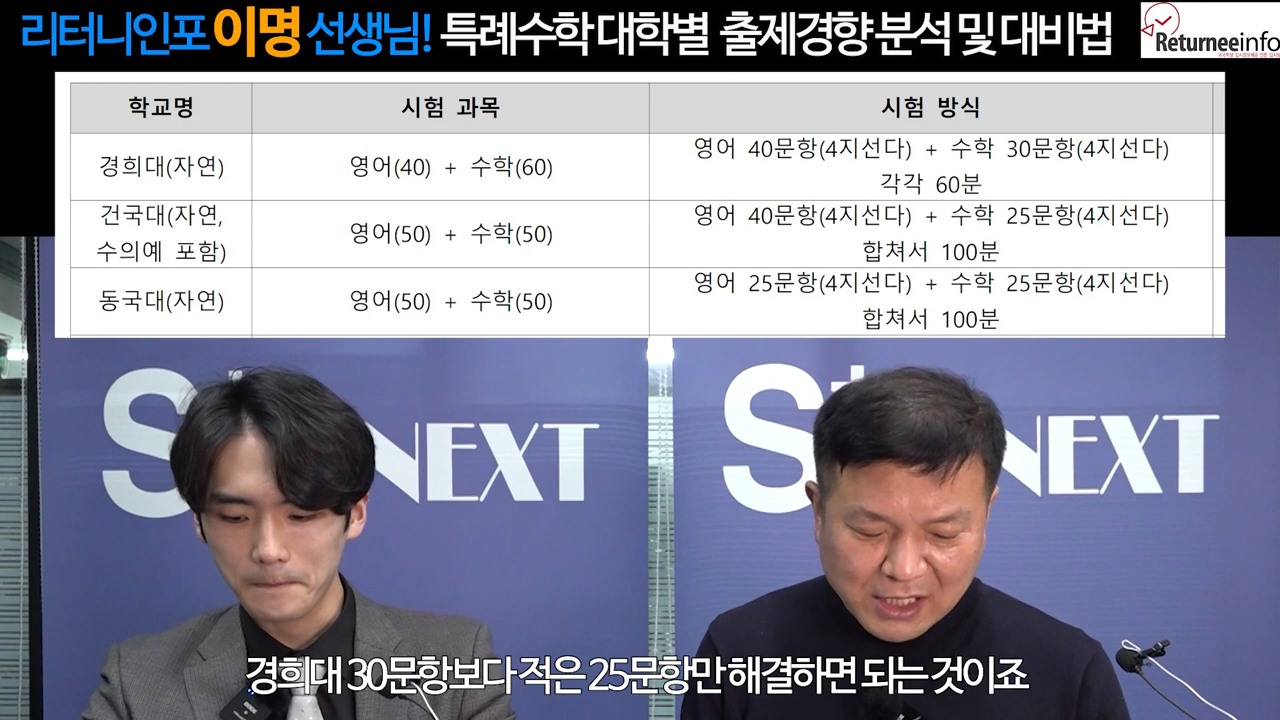 리터니인포 이명 선생님! 특례수학 대학별 출제경향 분석 및 대비법
Returneeinfo
학교명 시험 과목 시험 방식
경희대(자연) 영어(40) + 수학(60) 영어 40문항(4지선다) + 수학 30문항(4지선다)
각각 60분
건국대(자연,
수의예 포함) 영어(50) + 수학(50) 영어 40문항(4지선다) + 수학 25문항(4지선다)
합쳐서 100분
동국대(자연) 영어(50) + 수학(50) 영어 25문항(4지선다) + 수학 25문항(4지선다)
합쳐서 100분
NEXT
NEXT
경희대 30문항보다 적은 25문항만 해결하면 되는 것이죠